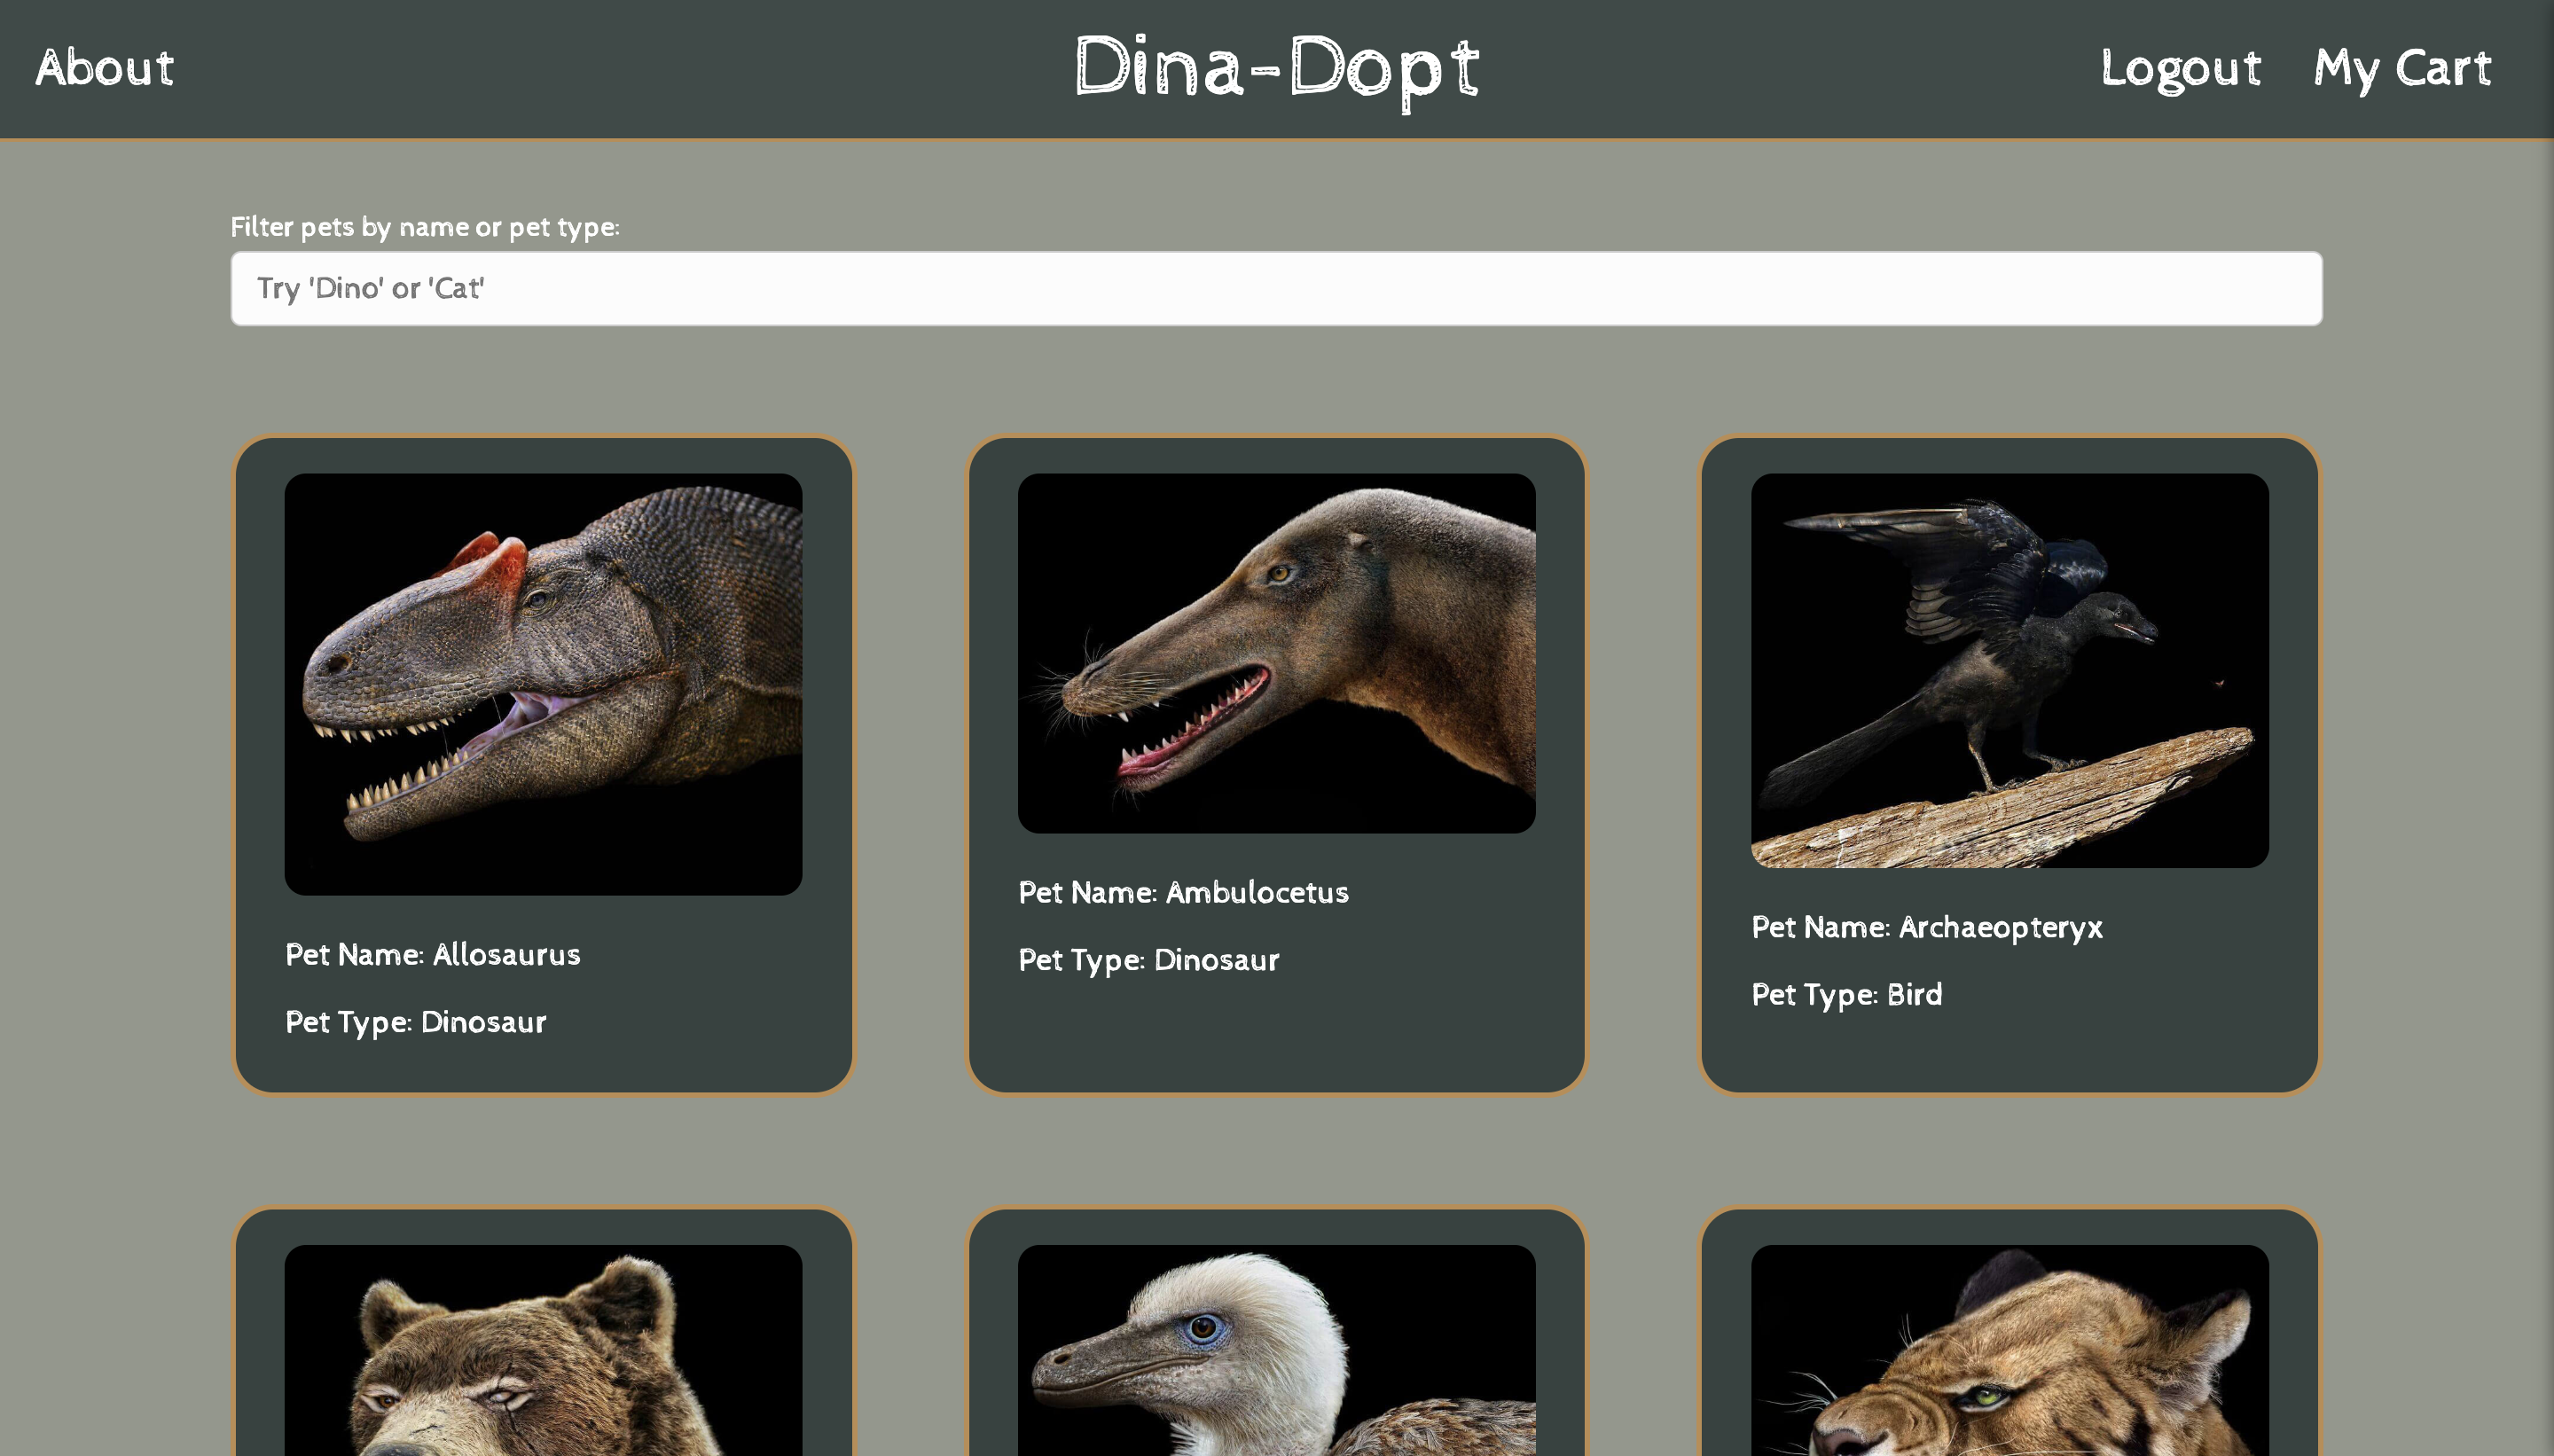 About
Dina-Dopt
Logout
My Cart
Filter pets by name or pet type:
Try 'Dino' or 'Cat'
Pet Name: Allosaurus
Pet Type: Dinosaur
Pet Name: Ambulocetus
Pet Type: Dinosaur
Pet Name: Archaeopteryx
Pet Type: Bird